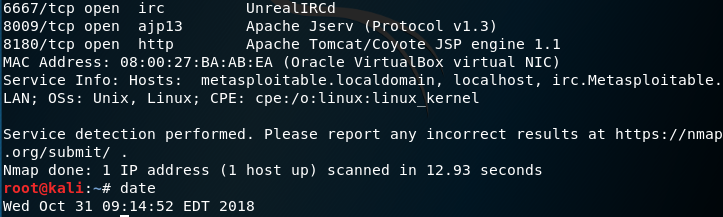 6667/tcp open  irc         UnrealIRCd
8009/tcp open  ajp13       Apache Jserv (Protocol v1.3)
8180/tcp open  http        Apache Tomcat/Coyote JSP engine 1.1
MAC Address: 08:00:27:BA:AB:EA (Oracle VirtualBox virtual NIC)
Service Info: Hosts:  metasploitable.localdomain, localhost, irc.Metasploitable.
LAN; OSs: Unix, Linux; CPE: cpe:/o:linux:linux_kernel
Service detection performed. Please report any incorrect results at https://nmap
.org/submit/ .
Nmap done: 1 IP address (1 host up) scanned in 12.93 seconds
root@kali:~# date
Wed Oct 31 09:14:52 EDT 2018